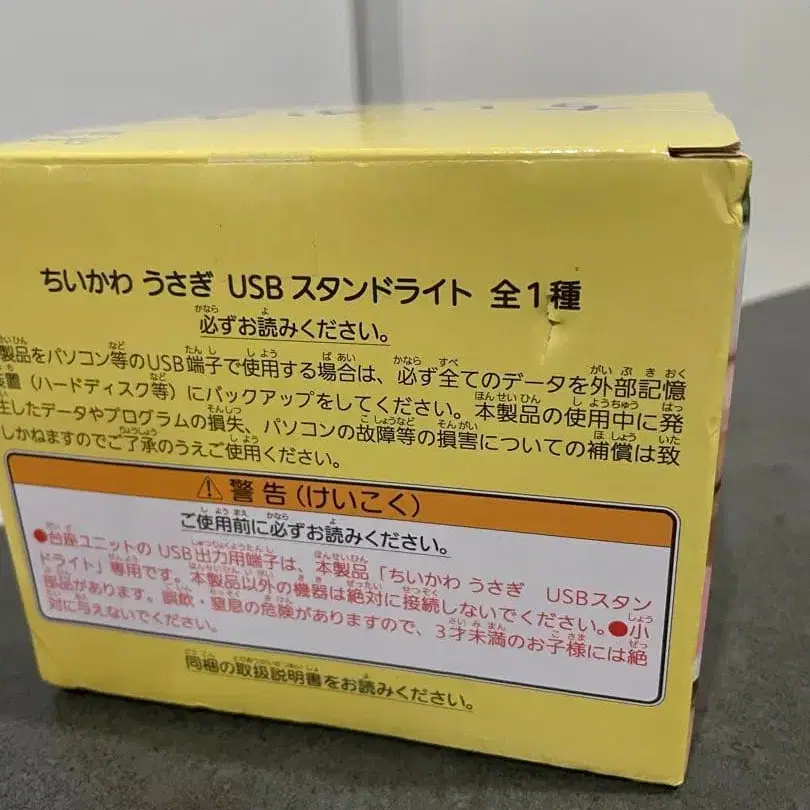 ちいかわ うさぎ USB スタンドライト 全1種
必ずお読みください。
製品をパソコン等のUSB端子で使用する場合は、必ず全てのデータを外部記憶
装置（ハードディスク等）にバックアップをしてください。本製品の使用中に発
生したデータやプログラムの損失、パソコンの故障等の損害についての補償は致
しかねますのでご了承のうえご使用ください。
⚠警告（けいこく）
ご使用前に必ずお読みください。
●台座ユニットの USB出力用端子は、本製品「ちいかわ うさぎ USBスタン
ドライト」専用です。本製品以外の機器は絶対に接続しないでください。●小
部品があります。誤飲・窒息の危険がありますので、3才未満のお子様には絶
対に与えないでください。
同梱の取扱説明書をお読みください。